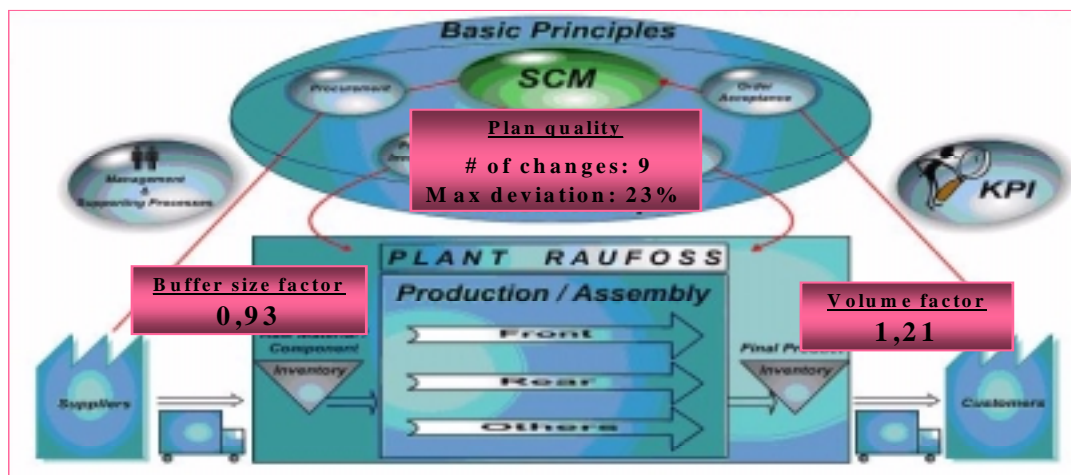 Basic Principles
SCM
Procurement
Order
Acceptance
Plan quality
# of changes: 9
Max deviation: 23%
Management
&
Supporting Processes
KPI
PLANT RAUFOSS
Buffer size factor
0,93
Production / Assembly
Volume factor
1,21
Front
Component
Final Product
Inventory
Rear
Inventory
Suppliers
Others
Customers